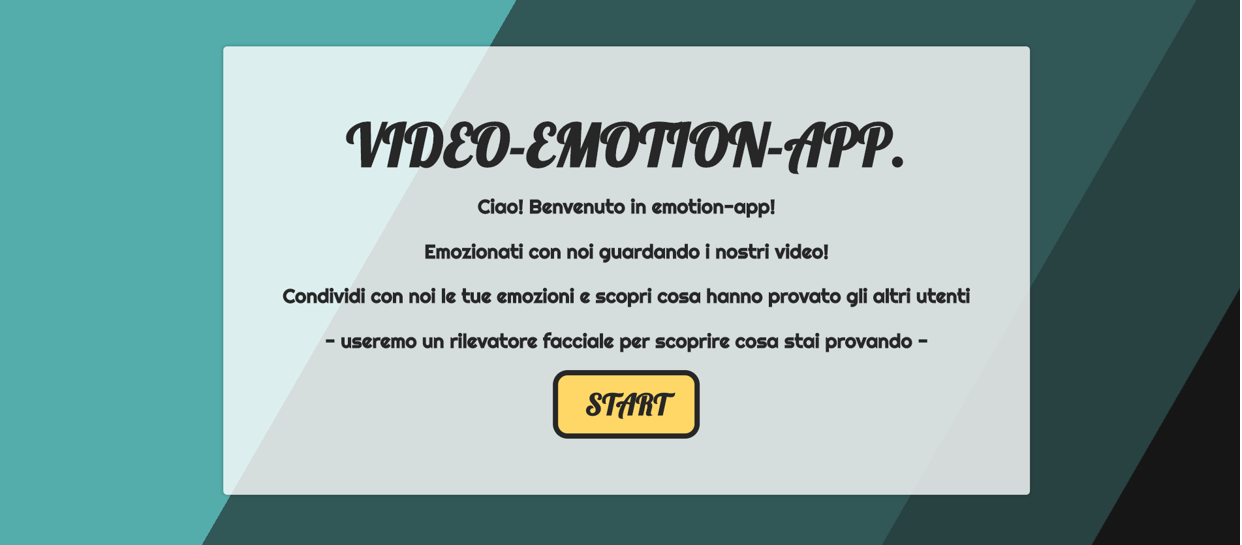 VIDEO-EMOTION-APP.
Ciao! Benvenuto in emotion-app!
Emozionati con noi guardando i nostri video!
Condividi con noi le tue emozioni e scopri cosa hanno provato gli altri utenti
- useremo un rilevatore facciale per scoprire cosa stai provando -
START